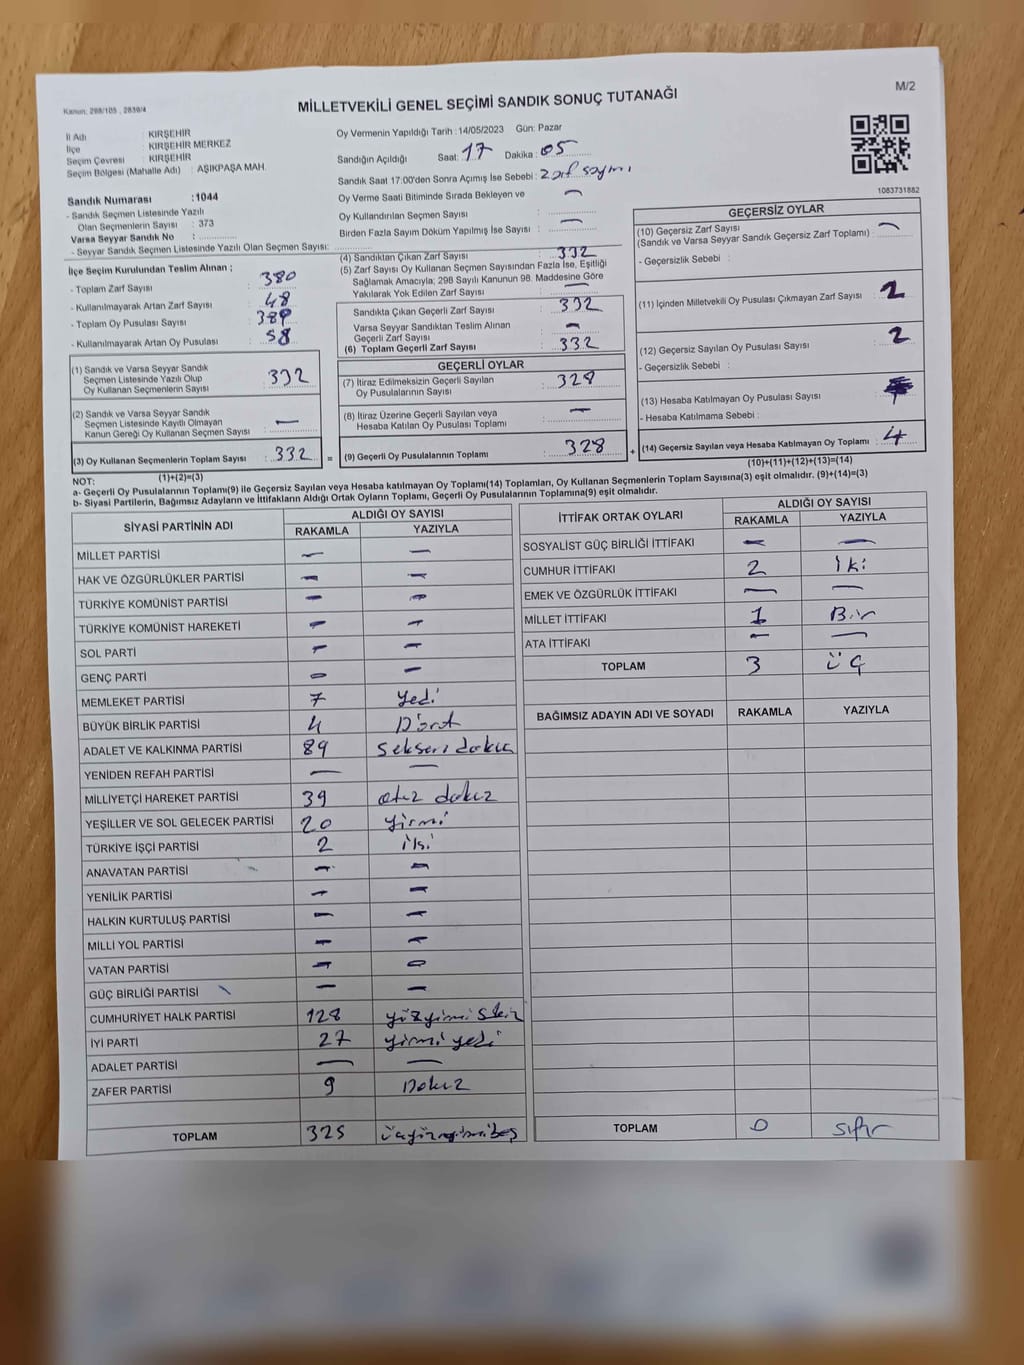 Kanun: 298/105 , 2839/4
M/2
MİLLETVEKİLİ GENEL SEÇİMİ SANDIK SONUÇ TUTANAĞI
İl Adı : KIRŞEHİR
İlçe : KIRŞEHİR MERKEZ
Seçim Çevresi : KIRŞEHİR
Seçim Bölgesi (Mahalle Adı) : AŞIKPAŞA MAH.
Sandık Numarası :1044
- Sandık Seçmen Listesinde Yazılı
Olan Seçmenlerin Sayısı : 373
Varsa Seyyar Sandık No :
- Seyyar Sandık Seçmen Listesinde Yazılı Olan Seçmen Sayısı:
Oy Vermenin Yapıldığı Tarih :14/05/2023 Gün: Pazar
Sandığın Açıldığı Saat: 17 Dakika : 05
Sandık Saat 17:00'den Sonra Açımış İse Sebebi : Zarf sayımı
Oy Verme Saati Bitiminde Sırada Bekleyen ve
Oy Kullandırılan Seçmen Sayısı : —
Birden Fazla Sayım Döküm Yapılmış İse Sayısı : —
1083731882
İlçe Seçim Kurulundan Teslim Alınan ;
- Toplam Zarf Sayısı : 380
- Kullanılmayarak Artan Zarf Sayısı : 48
- Toplam Oy Pusulası Sayısı : 389
- Kullanılmayarak Artan Oy Pusulası : 58
(1) Sandık ve Varsa Seyyar Sandık
Seçmen Listesinde Yazılı Olup
Oy Kullanan Seçmenlerin Sayısı : 332
(2) Sandık ve Varsa Seyyar Sandık
Seçmen Listesinde Kayıtlı Olmayan
Kanun Gereği Oy Kullanan Seçmen Sayısı : —
(3) Oy Kullanan Seçmenlerin Toplam Sayısı : 332
(1)+(2)=(3)
(4) Sandıktan Çıkan Zarf Sayısı : 332
(5) Zarf Sayısı Oy Kullanan Seçmen Sayısından Fazla İse, Eşitliği
Sağlamak Amacıyla; 298 Sayılı Kanunun 98. Maddesine Göre
Yakılarak Yok Edilen Zarf Sayısı : —
Sandıkta Çıkan Geçerli Zarf Sayısı : 332
Varsa Seyyar Sandıktan Teslim Alınan
Geçerli Zarf Sayısı : —
(6) Toplam Geçerli Zarf Sayısı : 332
GEÇERLİ OYLAR
(7) İtiraz Edilmeksizin Geçerli Sayılan
Oy Pusulalarının Sayısı : 328
(8) İtiraz Üzerine Geçerli Sayılan veya
Hesaba Katılan Oy Pusulası Toplamı : —
= (9) Geçerli Oy Pusulalarının Toplamı : 328
GEÇERSİZ OYLAR
(10) Geçersiz Zarf Sayısı : —
(Sandık ve Varsa Seyyar Sandık Geçersiz Zarf Toplamı)
- Geçersizlik Sebebi :
(11) İçinden Milletvekili Oy Pusulası Çıkmayan Zarf Sayısı : 2
(12) Geçersiz Sayılan Oy Pusulası Sayısı : 2
- Geçersizlik Sebebi :
(13) Hesaba Katılmayan Oy Pusulası Sayısı :
- Hesaba Katılmama Sebebi :
+ (14) Geçersiz Sayılan veya Hesaba Katılmayan Oy Toplamı : 4
(10)+(11)+(12)+(13)=(14)
NOT:
a- Geçerli Oy Pusulalarının Toplamı(9) ile Geçersiz Sayılan veya Hesaba katılmayan Oy Toplamı(14) Toplamları, Oy Kullanan Seçmenlerin Toplam Sayısına(3) eşit olmalıdır. (9)+(14)=(3)
b- Siyasi Partilerin, Bağımsız Adayların ve İttifakların Aldığı Ortak Oyların Toplamı, Geçerli Oy Pusulalarının Toplamına(9) eşit olmalıdır.
SİYASİ PARTİNİN ADI ALDIĞI OY SAYISI
RAKAMLA YAZIYLA
MİLLET PARTİSİ — —
HAK VE ÖZGÜRLÜKLER PARTİSİ — —
TÜRKİYE KOMÜNİST PARTİSİ — —
TÜRKİYE KOMÜNİST HAREKETİ — —
SOL PARTİ — —
GENÇ PARTİ — —
MEMLEKET PARTİSİ 7 yedi
BÜYÜK BİRLİK PARTİSİ 4 Dört
ADALET VE KALKINMA PARTİSİ 89 seksen dokuz
YENİDEN REFAH PARTİSİ — —
MİLLİYETÇİ HAREKET PARTİSİ 39 otuz dokuz
YEŞİLLER VE SOL GELECEK PARTİSİ 20 yirmi
TÜRKİYE İŞÇİ PARTİSİ 2 iki
ANAVATAN PARTİSİ — —
YENİLİK PARTİSİ — —
HALKIN KURTULUŞ PARTİSİ — —
MİLLİ YOL PARTİSİ — —
VATAN PARTİSİ — —
GÜÇ BİRLİĞİ PARTİSİ — —
CUMHURİYET HALK PARTİSİ 128 yüzyirmi sekiz
İYİ PARTİ 27 yirmi yedi
ADALET PARTİSİ — —
ZAFER PARTİSİ 9 Dokuz
TOPLAM 325 üçyüzyirmibeş
İTTİFAK ORTAK OYLARI ALDIĞI OY SAYISI
RAKAMLA YAZIYLA
SOSYALİST GÜÇ BİRLİĞİ İTTİFAKI — —
CUMHUR İTTİFAKI 2 İki
EMEK VE ÖZGÜRLÜK İTTİFAKI — —
MİLLET İTTİFAKI 1 Bir
ATA İTTİFAKI — —
TOPLAM 3 ÜÇ
BAĞIMSIZ ADAYIN ADI VE SOYADI RAKAMLA YAZIYLA
TOPLAM 0 sıfır